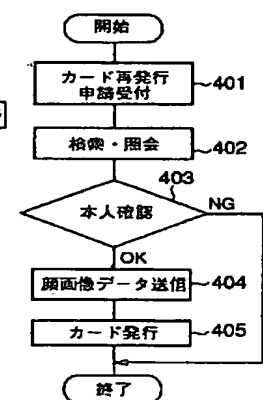 開始
カード再発行
申請受付
401
検索・照会
402
403
本人確認
NG
OK
顔画像データ送信
404
カード発行
405
終了